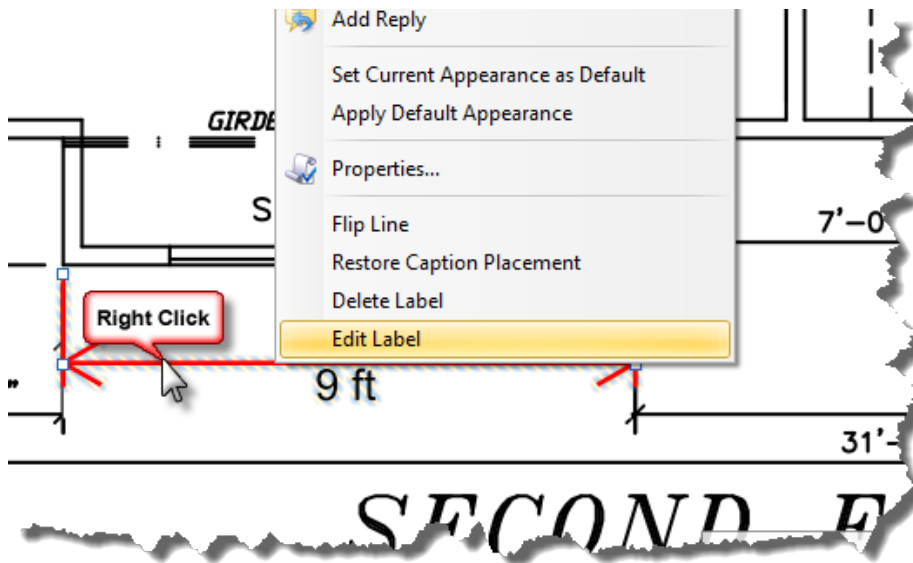 Add Reply
Set Current Appearance as Default
Apply Default Appearance
GIRDE
Properties...
S
Flip Line
7'-0
Restore Caption Placement
Delete Label
Right Click
Edit Label
9 ft
31'-
SECOND F